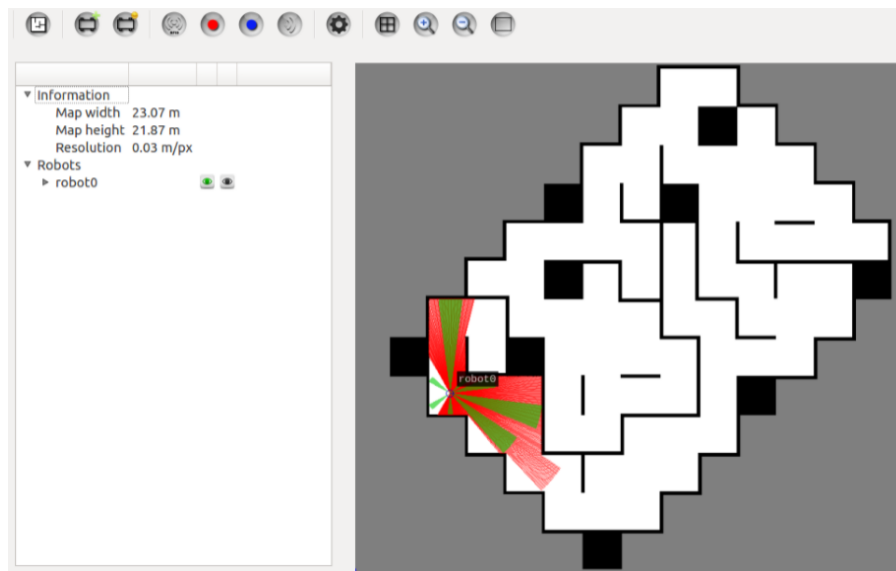 Information
Map width 23.07 m
Map height 21.87 m
Resolution 0.03 m/px
Robots
robot0
robot0